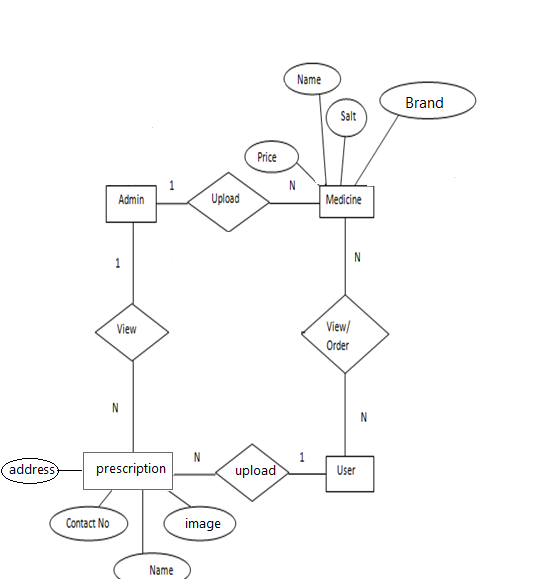 Name
Brand
Salt
Price
1
N
Admin
Upload
Medicine
1
N
View
View/
Order
N
N
N
1
address
prescription
upload
User
Contact No
image
Name